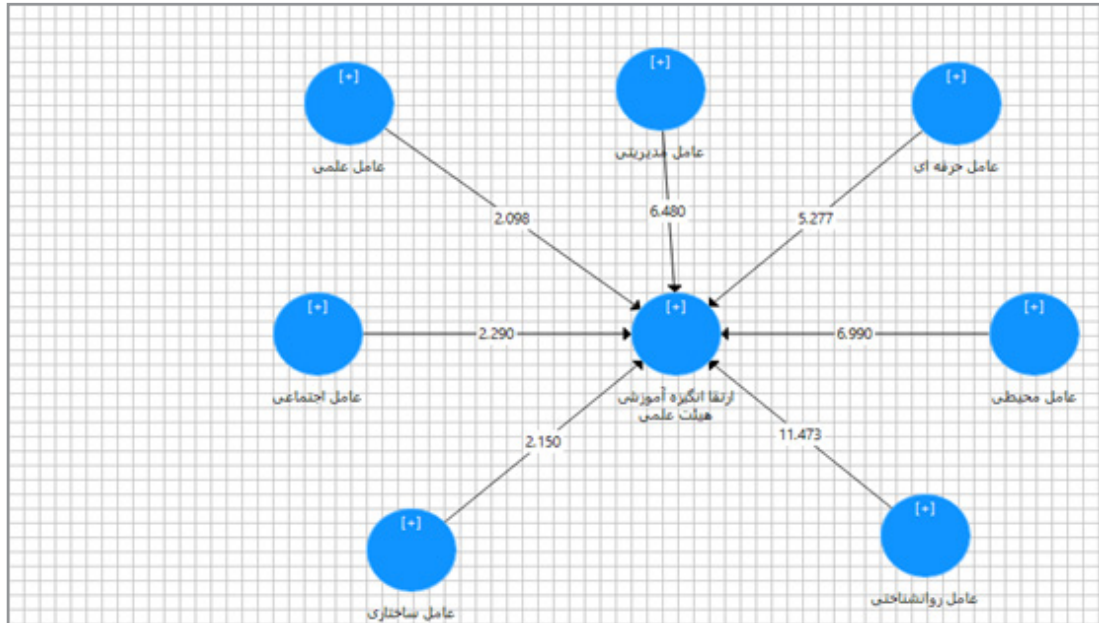 [+]
[+]
[+]
عامل علمی
عامل مدیریتی
عامل حرفه ای
2.098
6.480
5.277
[+]
[+]
[+]
2.290
6.990
عامل اجتماعی
ارتقا انگیزه آموزشی
هیئت علمی
عامل محیطی
2.150
11.473
[+]
[+]
عامل ساختاری
عامل روانشناختی